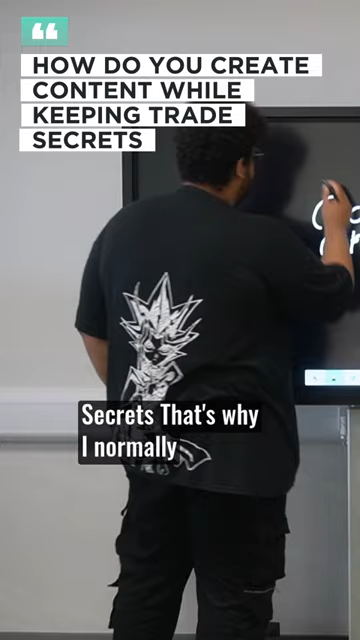 HOW DO YOU CREATE
CONTENT WHILE
KEEPING TRADE
SECRETS
Secrets That's why
I normally